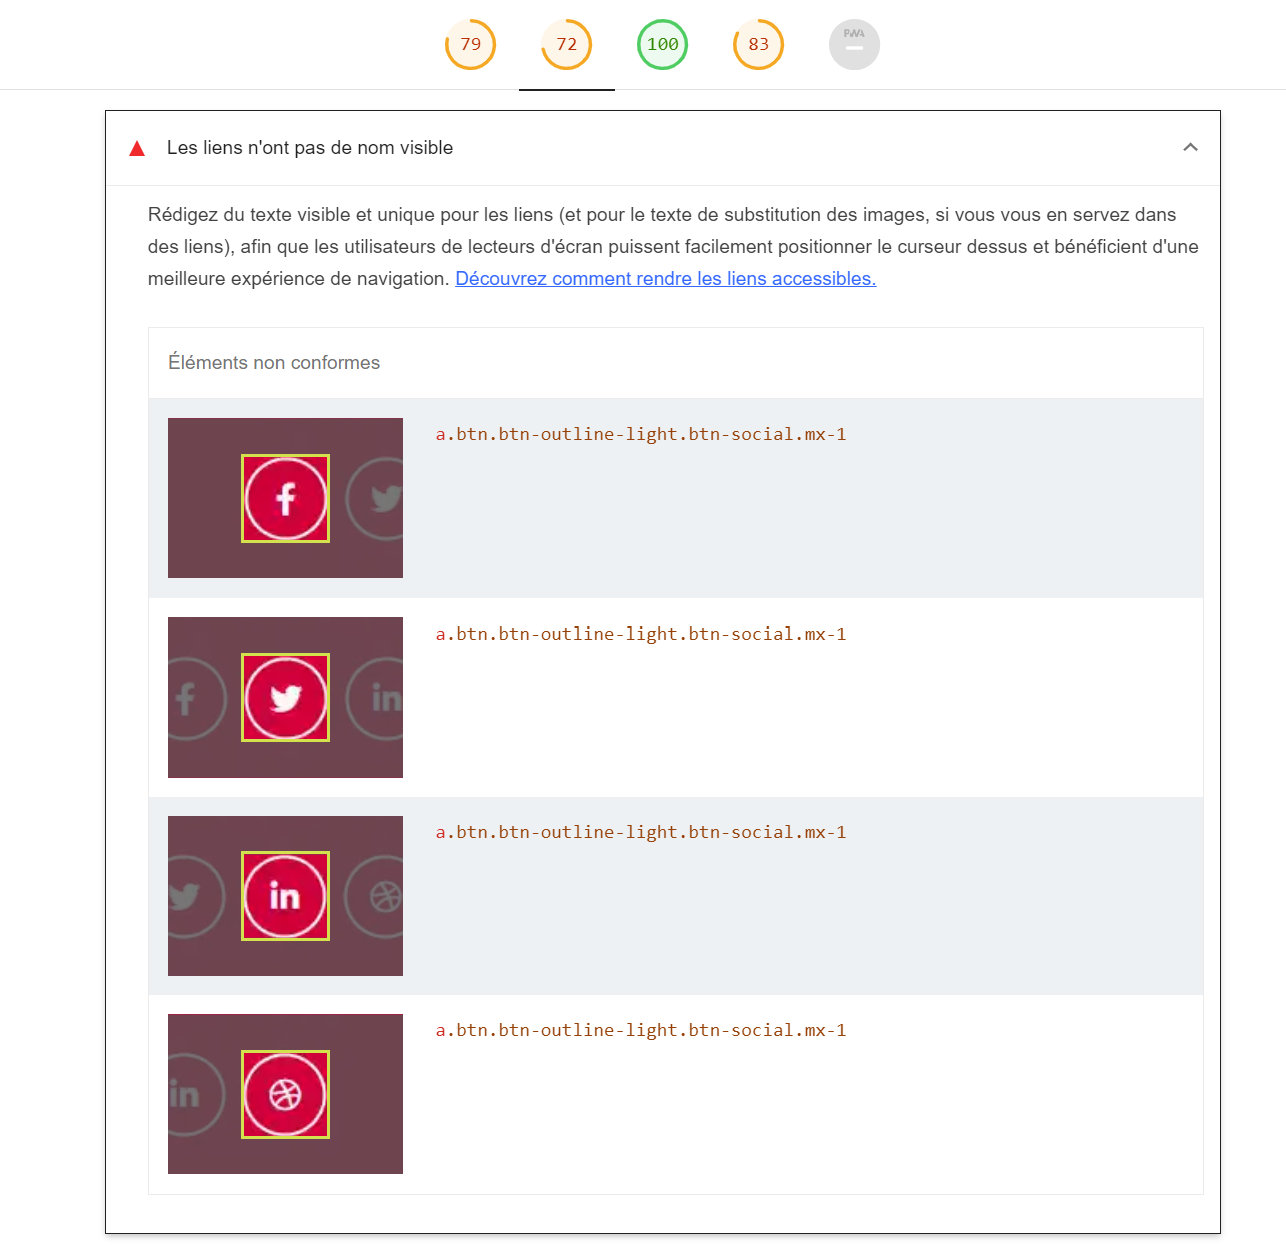 79 72 100 83 PWA
Les liens n'ont pas de nom visible
Rédigez du texte visible et unique pour les liens (et pour le texte de substitution des images, si vous vous en servez dans
des liens), afin que les utilisateurs de lecteurs d'écran puissent facilement positionner le curseur dessus et bénéficient d'une
meilleure expérience de navigation. Découvrez comment rendre les liens accessibles.
Éléments non conformes
a.btn.btn-outline-light.btn-social.mx-1
f
a.btn.btn-outline-light.btn-social.mx-1
f in
a.btn.btn-outline-light.btn-social.mx-1
in
a.btn.btn-outline-light.btn-social.mx-1
in